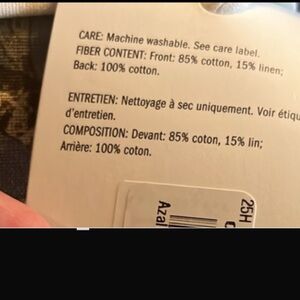 CARE: Machine washable. See care label.
FIBER CONTENT: Front: 85% cotton, 15% linen;
Back: 100% cotton.
ENTRETIEN: Nettoyage à sec uniquement. Voir étiqu
d'entretien.
COMPOSITION: Devant: 85% coton, 15% lin;
Arrière: 100% coton.
25H
Azal